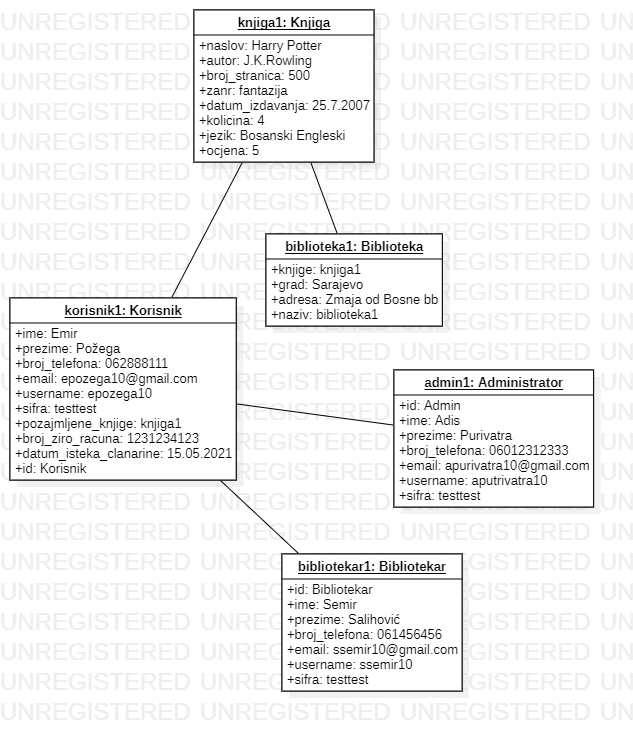 knjiga1: Knjiga
+naslov: Harry Potter
+autor: J.K.Rowling
+broj_stranica: 500
+zanr: fantazija
+datum_izdavanja: 25.7.2007
+kolicina: 4
+jezik: Bosanski Engleski
+ocjena: 5
biblioteka1: Biblioteka
+knjige: knjiga1
+grad: Sarajevo
+adresa: Zmaja od Bosne bb
+naziv: biblioteka1
korisnik1: Korisnik
+ime: Emir
+prezime: Požega
+broj_telefona: 062888111
+email: epozega10@gmail.com
+username: epozega10
+sifra: testtest
+pozajmljene_knjige: knjiga1
+broj_ziro_racuna: 1231234123
+datum_isteka_clanarine: 15.05.2021
+id: Korisnik
admin1: Administrator
+id: Admin
+ime: Adis
+prezime: Purivatra
+broj_telefona: 06012312333
+email: apurivatra10@gmail.com
+username: aputrivatra10
+sifra: testtest
bibliotekar1: Bibliotekar
+id: Bibliotekar
+ime: Semir
+prezime: Salihović
+broj_telefona: 061456456
+email: ssemir10@gmail.com
+username: ssemir10
+sifra: testtest
UNREGISTERED